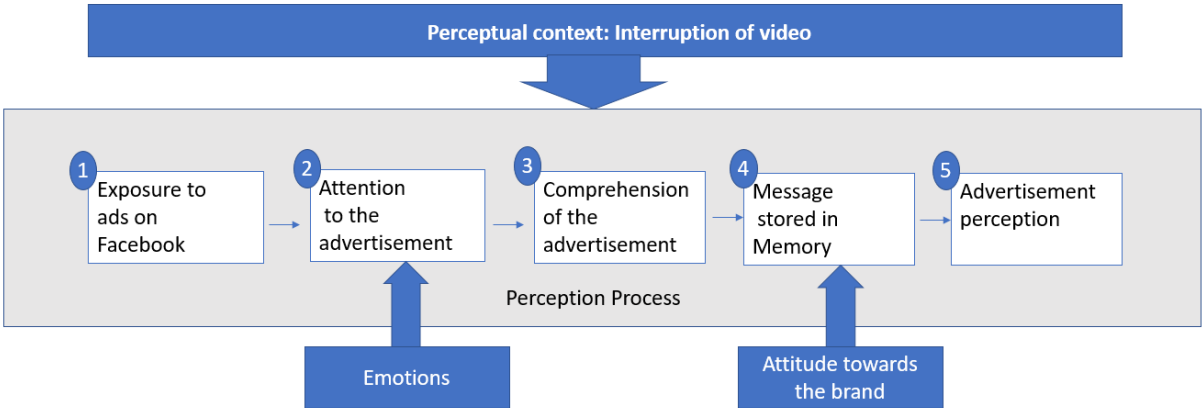 Perceptual context: Interruption of video
1
Exposure to
ads on
Facebook
2
Attention
to the
advertisement
3
Comprehension
of the
advertisement
4
Message
stored in
Memory
5
Advertisement
perception
Perception Process
Emotions
Attitude towards
the brand